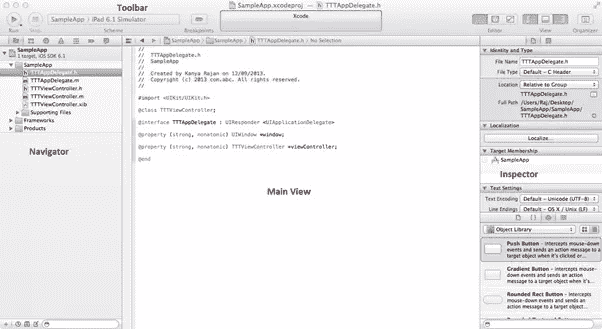 SampleApp.xcodeproj — TTTAppDelegate.h
Toolbar
SampleApp iPad 6.1 Simulator
Xcode
Run Stop Scheme Breakpoints Editor View Organizer
SampleApp
1 target, iOS SDK 6.1
SampleApp
TTTAppDelegate.h
TTTAppDelegate.m
TTTViewController.h
TTTViewController.m
TTTViewController.xib
Supporting Files
Frameworks
Products
Navigator
SampleApp SampleApp TTTAppDelegate.h No Selection
//
// TTTAppDelegate.h
// SampleApp
//
// Created by Kanya Rajan on 12/09/2013.
// Copyright (c) 2013 com.abc. All rights reserved.
//
#import <UIKit/UIKit.h>
@class TTTViewController;
@interface TTTAppDelegate : UIResponder <UIApplicationDelegate>
@property (strong, nonatomic) UIWindow *window;
@property (strong, nonatomic) TTTViewController *viewController;
@end
Main View
Identity and Type
File Name TTTAppDelegate.h
File Type Default – C Header
Location Relative to Group
TTTAppDelegate.h
Full Path /Users/Raj/Desktop/
SampleApp/SampleApp/
TTTAppDelegate.h
Localization
Localize...
Target Membership
SampleApp
Inspector
Text Settings
Text Encoding Default – Unicode (UTF-8)
Line Endings Default – OS X / Unix (LF)
Object Library
Push Button – Intercepts mouse-down
events and sends an action message to a
target object when it's clicked or...
Gradient Button – Intercepts
mouse-down events and sends an action
message to a target object when it's...
Rounded Rect Button – Intercepts
mouse-down events and sends an
action message to a target object...